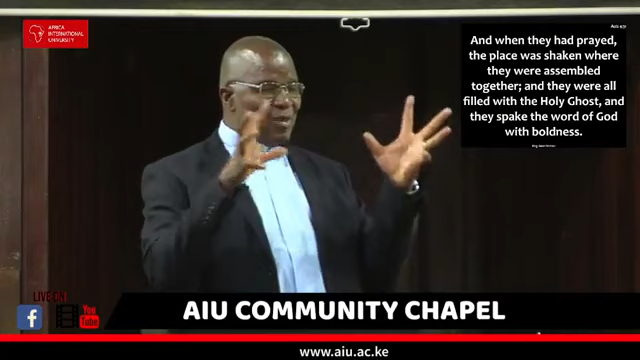 AFRICA
INTERNATIONAL
UNIVERSITY
And when they had prayed,
the place was shaken where
they were assembled
together; and they were all
filled with the Holy Ghost, and
they spake the word of God
with boldness.
LIVE ON
f
You
Tube
AIU COMMUNITY CHAPEL
www.aiu.ac.ke